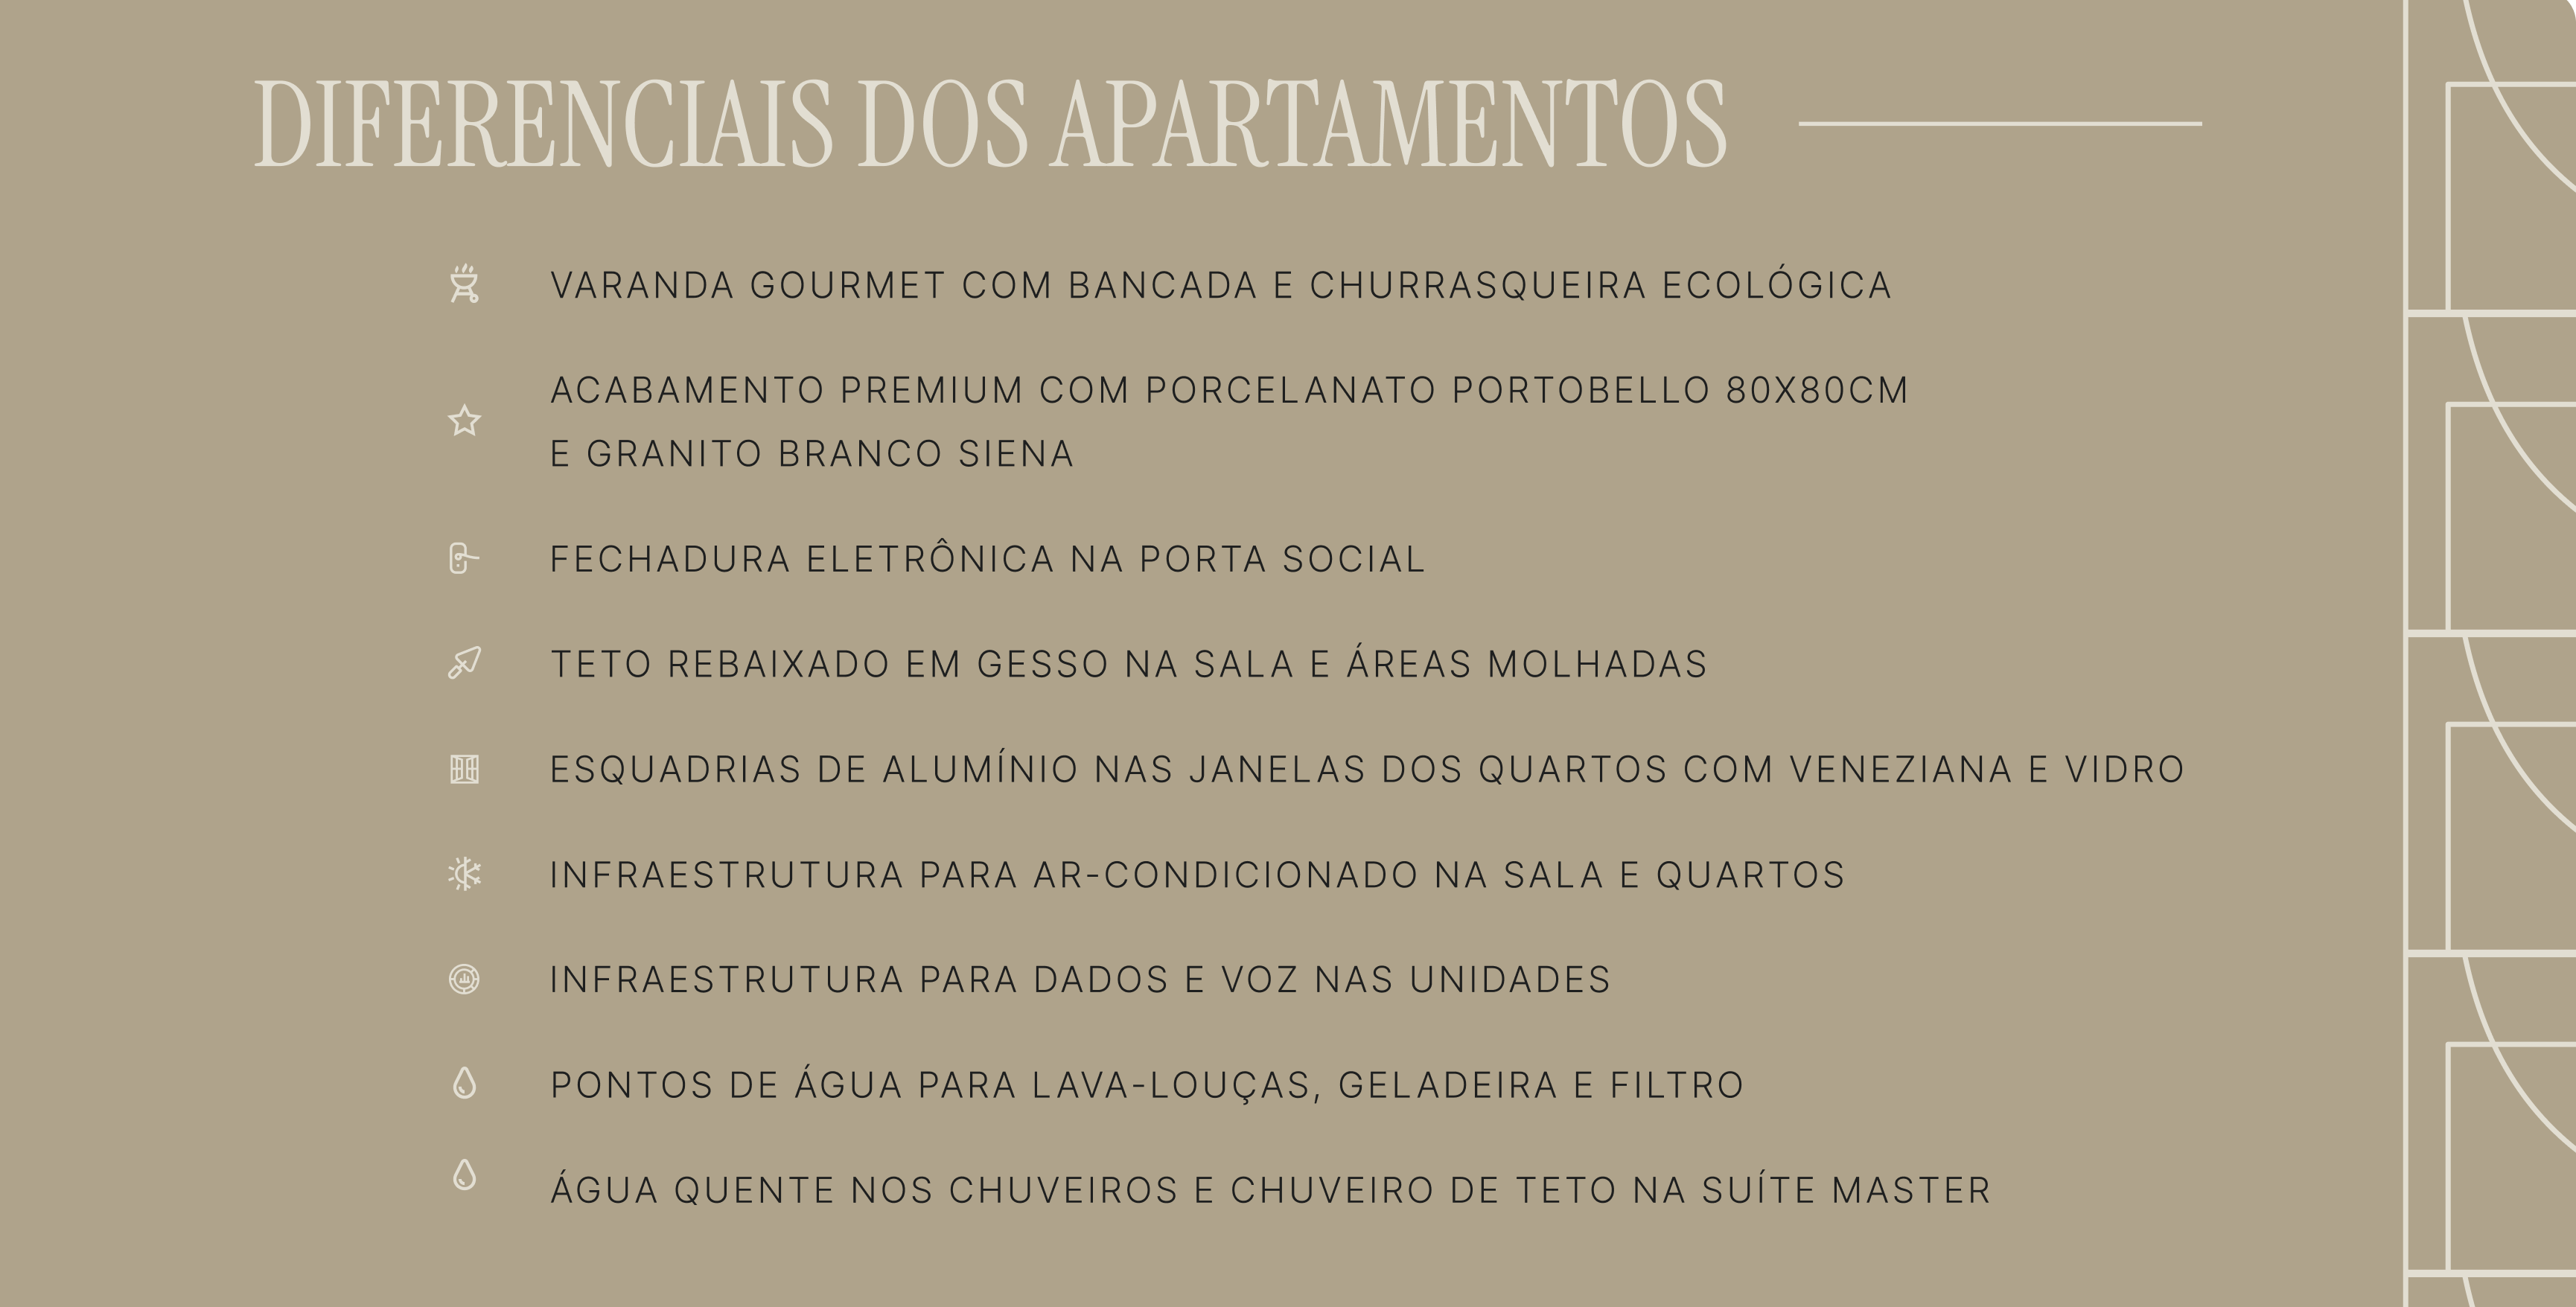 DIFERENCIAIS DOS APARTAMENTOS
VARANDA GOURMET COM BANCADA E CHURRASQUEIRA ECOLÓGICA
ACABAMENTO PREMIUM COM PORCELANATO PORTOBELLO 80X80CM
E GRANITO BRANCO SIENA
FECHADURA ELETRÔNICA NA PORTA SOCIAL
TETO REBAIXADO EM GESSO NA SALA E ÁREAS MOLHADAS
ESQUADRIAS DE ALUMÍNIO NAS JANELAS DOS QUARTOS COM VENEZIANA E VIDRO
INFRAESTRUTURA PARA AR-CONDICIONADO NA SALA E QUARTOS
INFRAESTRUTURA PARA DADOS E VOZ NAS UNIDADES
PONTOS DE ÁGUA PARA LAVA-LOUÇAS, GELADEIRA E FILTRO
ÁGUA QUENTE NOS CHUVEIROS E CHUVEIRO DE TETO NA SUÍTE MASTER